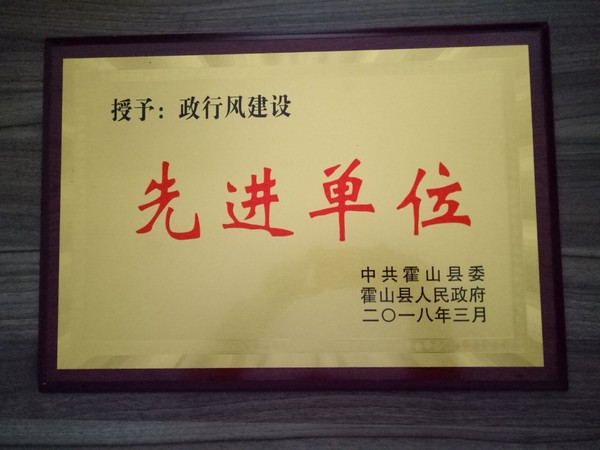 授予：政行风建设
先进单位
中共霍山县委
霍山县人民政府
二〇一八年三月